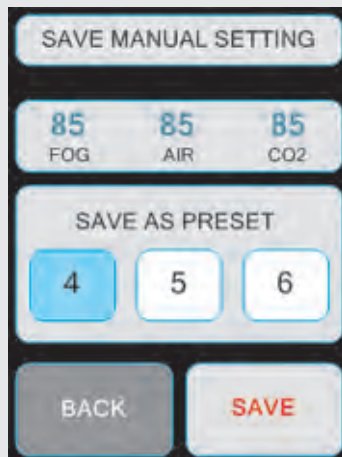 SAVE MANUAL SETTING
85 85 85
FOG AIR CO2
SAVE AS PRESET
4 5 6
BACK SAVE